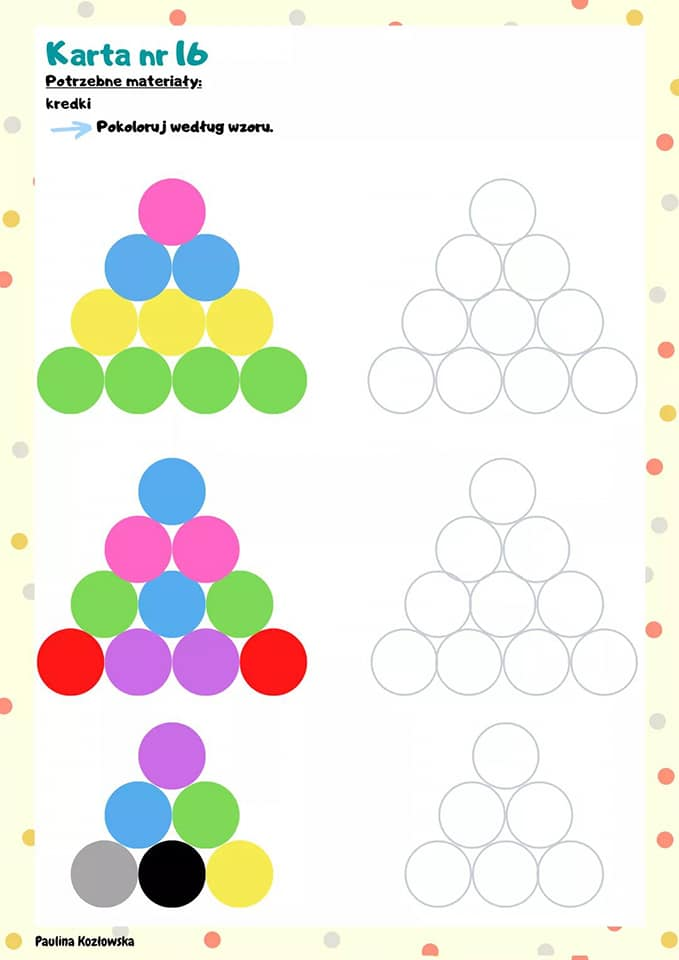 Karta nr 16
Potrzebne materiały:
kredki
Pokoloruj według wzoru.
Paulina Kozłowska